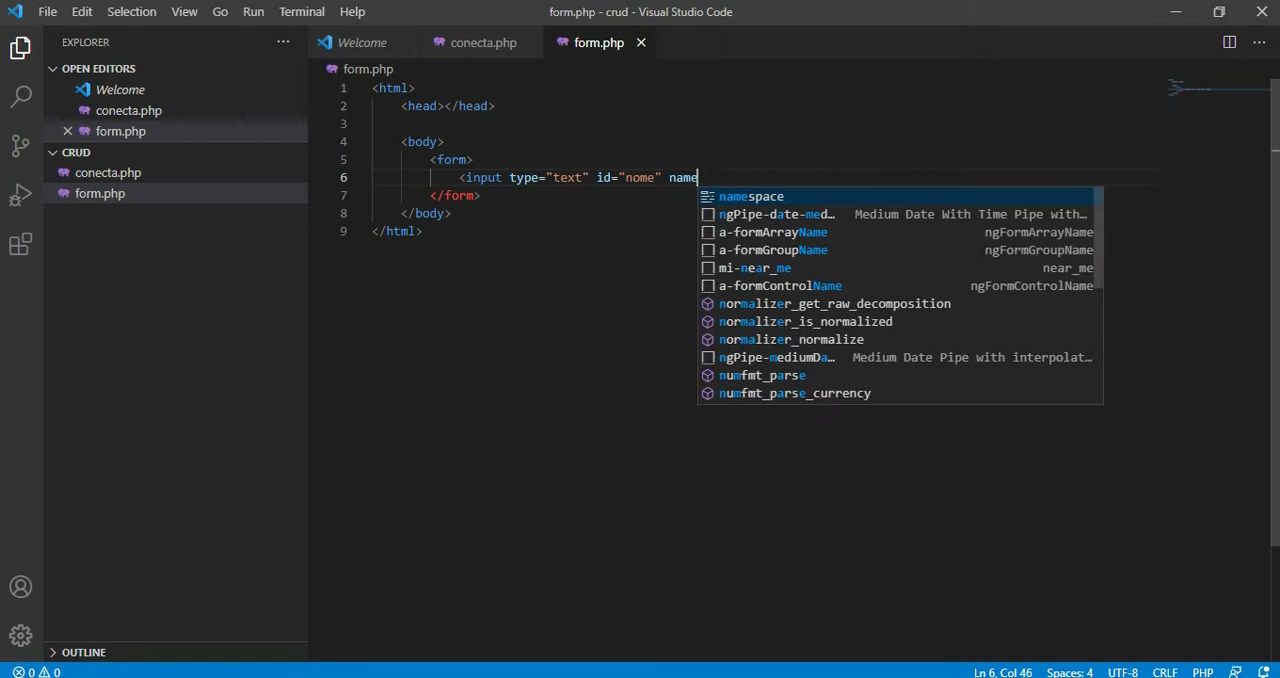 File Edit Selection View Go Run Terminal Help form.php - crud - Visual Studio Code
EXPLORER ···
Welcome conecta.php form.php
OPEN EDITORS
Welcome
conecta.php
form.php
CRUD
conecta.php
form.php
OUTLINE
form.php
1 <html>
2 <head></head>
3
4 <body>
5 <form>
6 <input type="text" id="nome" name
7 </form>
8 </body>
9 </html>
namespace
ngPipe-date-med… Medium Date With Time Pipe with…
a-formArrayName ngFormArrayName
a-formGroupName ngFormGroupName
mi-near_me near_me
a-formControlName ngFormControlName
normalizer_get_raw_decomposition
normalizer_is_normalized
normalizer_normalize
ngPipe-mediumDa… Medium Date Pipe with interpolat…
numfmt_parse
numfmt_parse_currency
0 0 Ln 6, Col 46 Spaces: 4 UTF-8 CRLF PHP